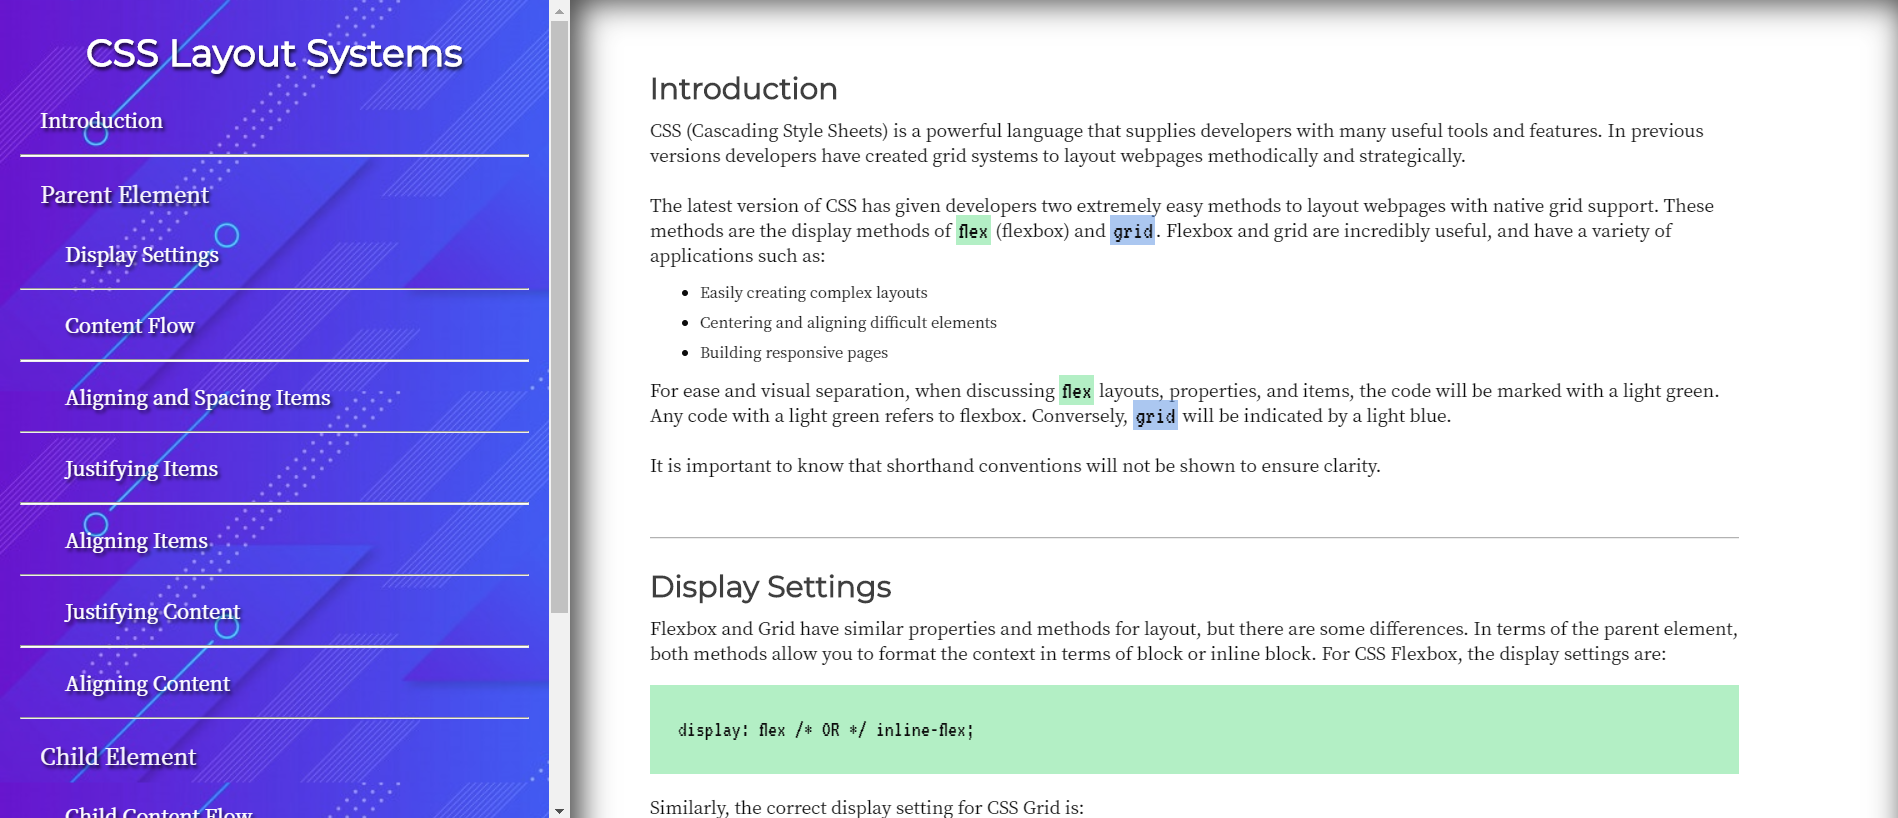 CSS Layout Systems
Introduction
Parent Element
Display Settings
Content Flow
Aligning and Spacing Items
Justifying Items
Aligning Items
Justifying Content
Aligning Content
Child Element
Child Content Flow
Introduction
CSS (Cascading Style Sheets) is a powerful language that supplies developers with many useful tools and features. In previous
versions developers have created grid systems to layout webpages methodically and strategically.
The latest version of CSS has given developers two extremely easy methods to layout webpages with native grid support. These
methods are the display methods of flex (flexbox) and grid. Flexbox and grid are incredibly useful, and have a variety of
applications such as:
• Easily creating complex layouts
• Centering and aligning difficult elements
• Building responsive pages
For ease and visual separation, when discussing flex layouts, properties, and items, the code will be marked with a light green.
Any code with a light green refers to flexbox. Conversely, grid will be indicated by a light blue.
It is important to know that shorthand conventions will not be shown to ensure clarity.
Display Settings
Flexbox and Grid have similar properties and methods for layout, but there are some differences. In terms of the parent element,
both methods allow you to format the context in terms of block or inline block. For CSS Flexbox, the display settings are:
display: flex /* OR */ inline-flex;
Similarly, the correct display setting for CSS Grid is: